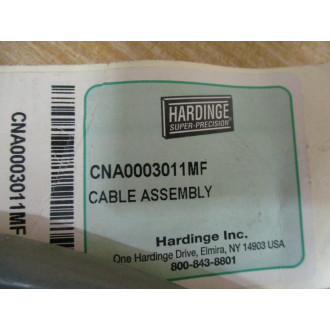 HARDINGE
SUPER-PRECISION®
CNA0003011MF
CABLE ASSEMBLY
Hardinge Inc.
One Hardinge Drive, Elmira, NY 14903 USA
800-843-8801
CNA0003011MF